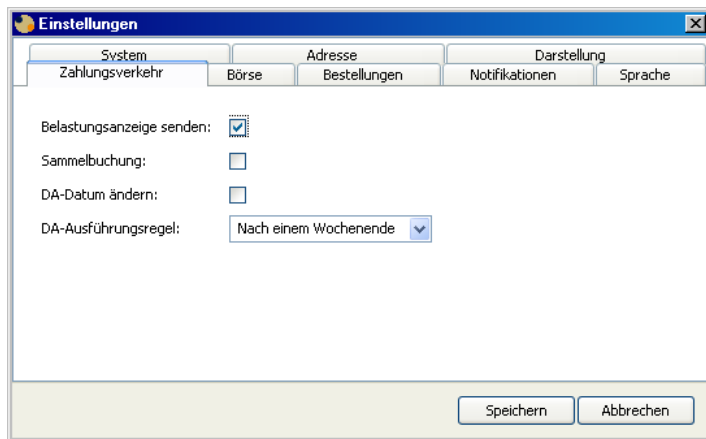 Einstellungen
System Adresse Darstellung
Zahlungsverkehr Börse Bestellungen Notifikationen Sprache
Belastungsanzeige senden:
Sammelbuchung:
DA-Datum ändern:
DA-Ausführungsregel: Nach einem Wochenende
Speichern Abbrechen